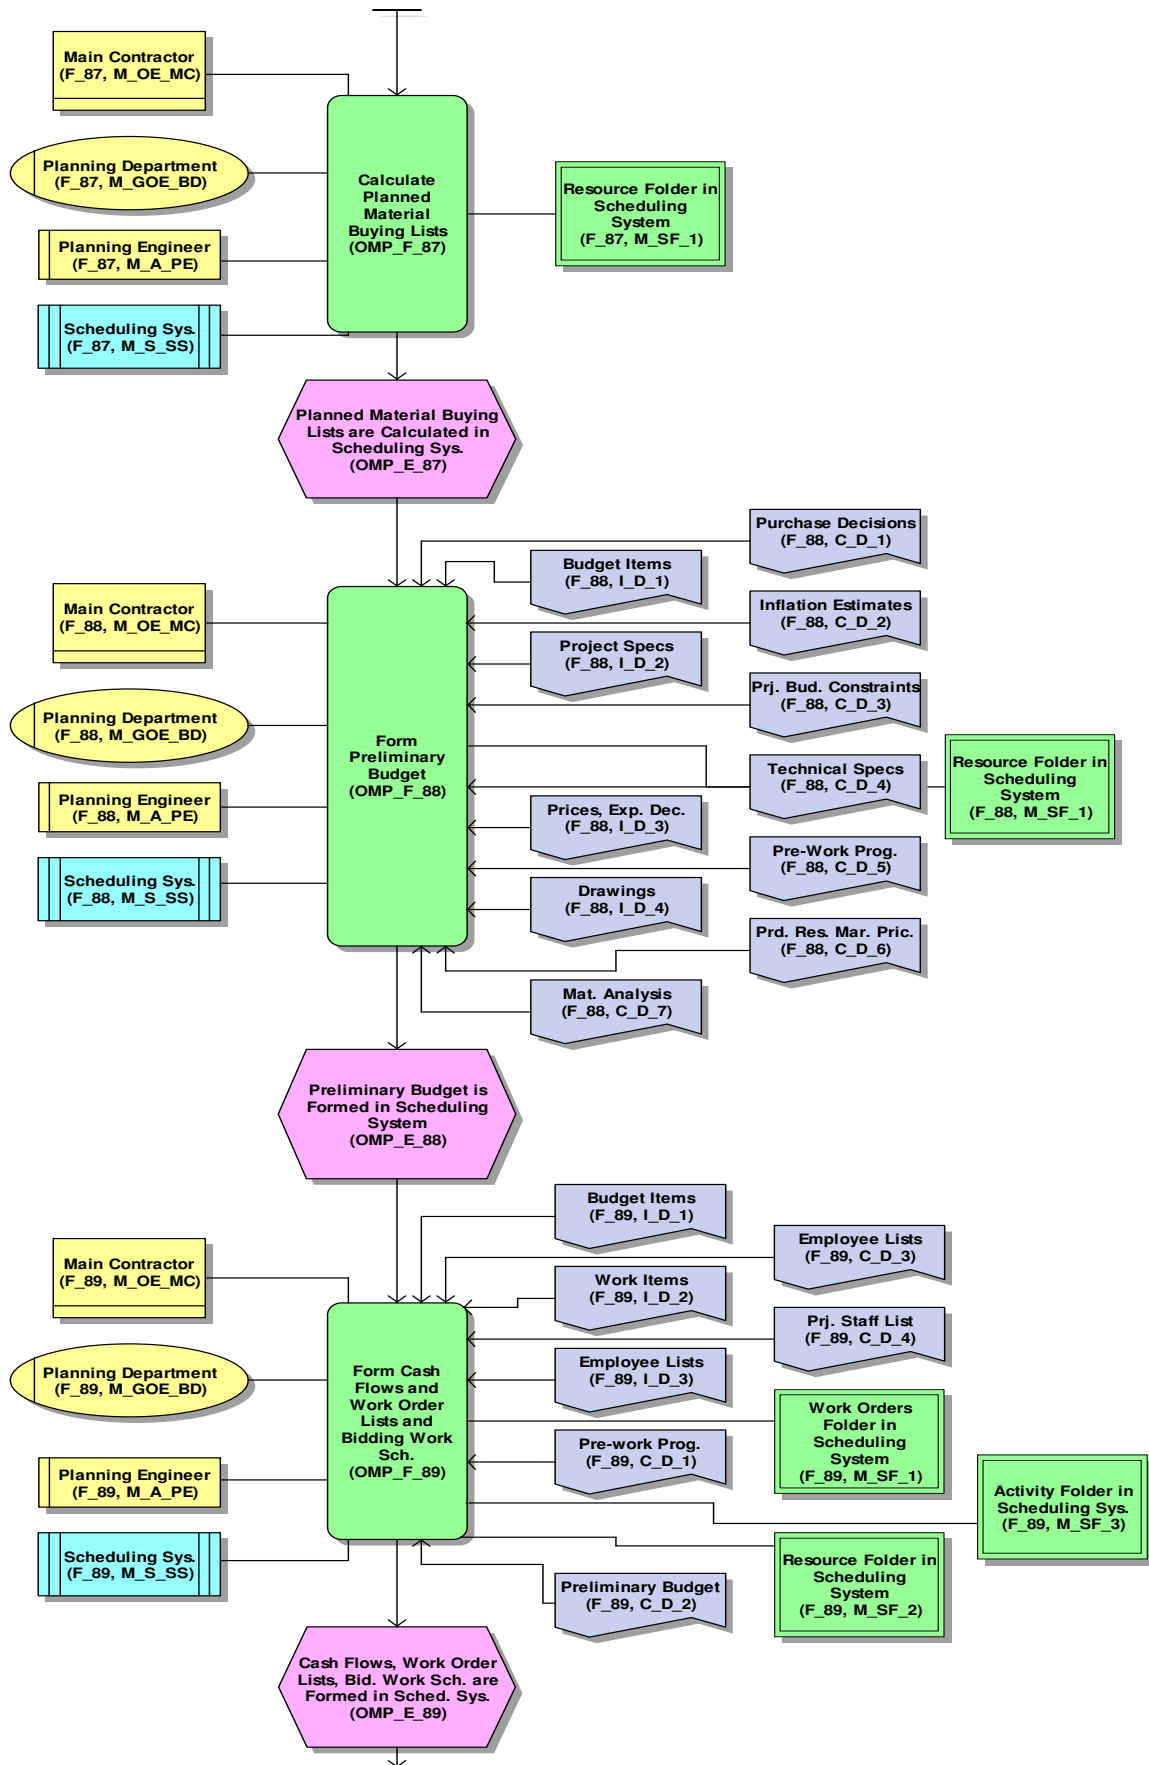 Main Contractor
(F_87, M_OE_MC)
Planning Department
(F_87, M_GOE_BD)
Planning Engineer
(F_87, M_A_PE)
Scheduling Sys.
(F_87, M_S_SS)
Calculate
Planned
Material
Buying Lists
(OMP_F_87)
Resource Folder in
Scheduling
System
(F_87, M_SF_1)
Planned Material Buying
Lists are Calculated in
Scheduling Sys.
(OMP_E_87)
Purchase Decisions
(F_88, C_D_1)
Budget Items
(F_88, I_D_1)
Inflation Estimates
(F_88, C_D_2)
Project Specs
(F_88, I_D_2)
Prj. Bud. Constraints
(F_88, C_D_3)
Main Contractor
(F_88, M_OE_MC)
Planning Department
(F_88, M_GOE_BD)
Planning Engineer
(F_88, M_A_PE)
Scheduling Sys.
(F_88, M_S_SS)
Form
Preliminary
Budget
(OMP_F_88)
Technical Specs
(F_88, C_D_4)
Resource Folder in
Scheduling
System
(F_88, M_SF_1)
Prices, Exp. Dec.
(F_88, I_D_3)
Pre-Work Prog.
(F_88, C_D_5)
Drawings
(F_88, I_D_4)
Prd. Res. Mar. Pric.
(F_88, C_D_6)
Mat. Analysis
(F_88, C_D_7)
Preliminary Budget is
Formed in Scheduling
System
(OMP_E_88)
Budget Items
(F_89, I_D_1)
Employee Lists
(F_89, C_D_3)
Work Items
(F_89, I_D_2)
Prj. Staff List
(F_89, C_D_4)
Main Contractor
(F_89, M_OE_MC)
Planning Department
(F_89, M_GOE_BD)
Planning Engineer
(F_89, M_A_PE)
Scheduling Sys.
(F_89, M_S_SS)
Form Cash
Flows and
Work Order
Lists and
Bidding Work
Sch.
(OMP_F_89)
Employee Lists
(F_89, I_D_3)
Work Orders
Folder in
Scheduling
System
(F_89, M_SF_1)
Pre-work Prog.
(F_89, C_D_1)
Activity Folder in
Scheduling Sys.
(F_89, M_SF_3)
Resource Folder in
Scheduling
System
(F_89, M_SF_2)
Preliminary Budget
(F_89, C_D_2)
Cash Flows, Work Order
Lists, Bid. Work Sch. are
Formed in Sched. Sys.
(OMP_E_89)